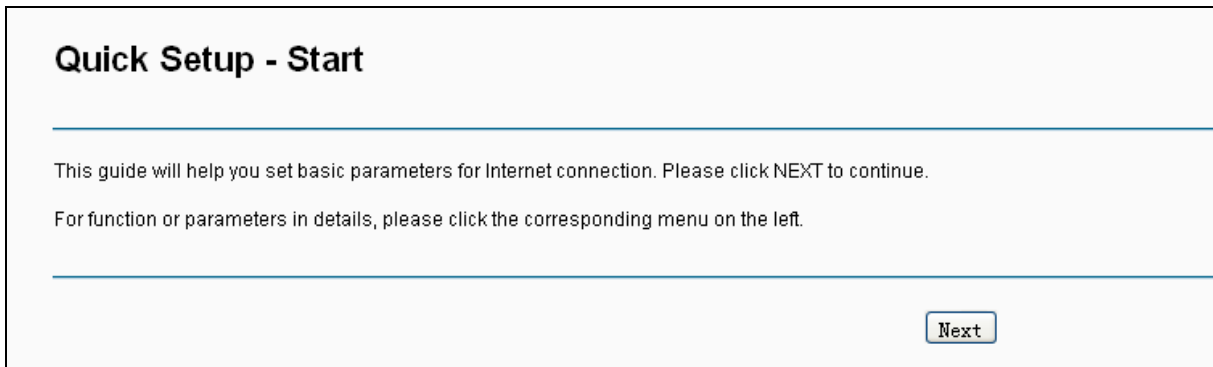 Quick Setup - Start
This guide will help you set basic parameters for Internet connection. Please click NEXT to continue.
For function or parameters in details, please click the corresponding menu on the left.
Next